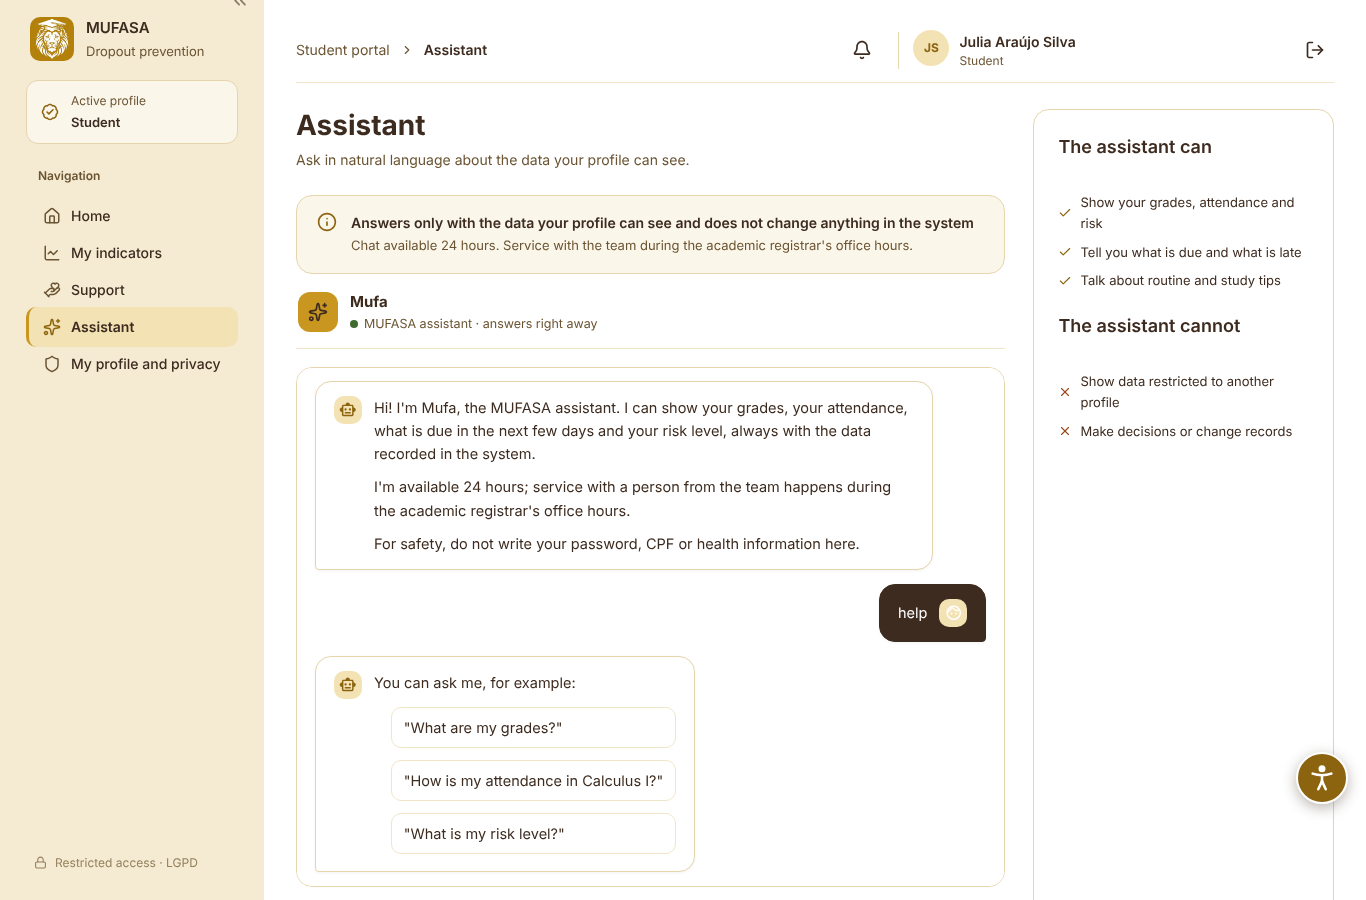 MUFASA
Dropout prevention
Active profile
Student
Navigation
Home
My indicators
Support
Assistant
My profile and privacy
Restricted access · LGPD
Student portal
Assistant
JS
Julia Araújo Silva
Student
Assistant
Ask in natural language about the data your profile can see.
Answers only with the data your profile can see and does not change anything in the system
Chat available 24 hours. Service with the team during the academic registrar's office hours.
Mufa
MUFASA assistant · answers right away
Hi! I'm Mufa, the MUFASA assistant. I can show your grades, your attendance,
what is due in the next few days and your risk level, always with the data
recorded in the system.
I'm available 24 hours; service with a person from the team happens during
the academic registrar's office hours.
For safety, do not write your password, CPF or health information here.
help
You can ask me, for example:
"What are my grades?"
"How is my attendance in Calculus I?"
"What is my risk level?"
The assistant can
Show your grades, attendance and
risk
Tell you what is due and what is late
Talk about routine and study tips
The assistant cannot
Show data restricted to another
profile
Make decisions or change records